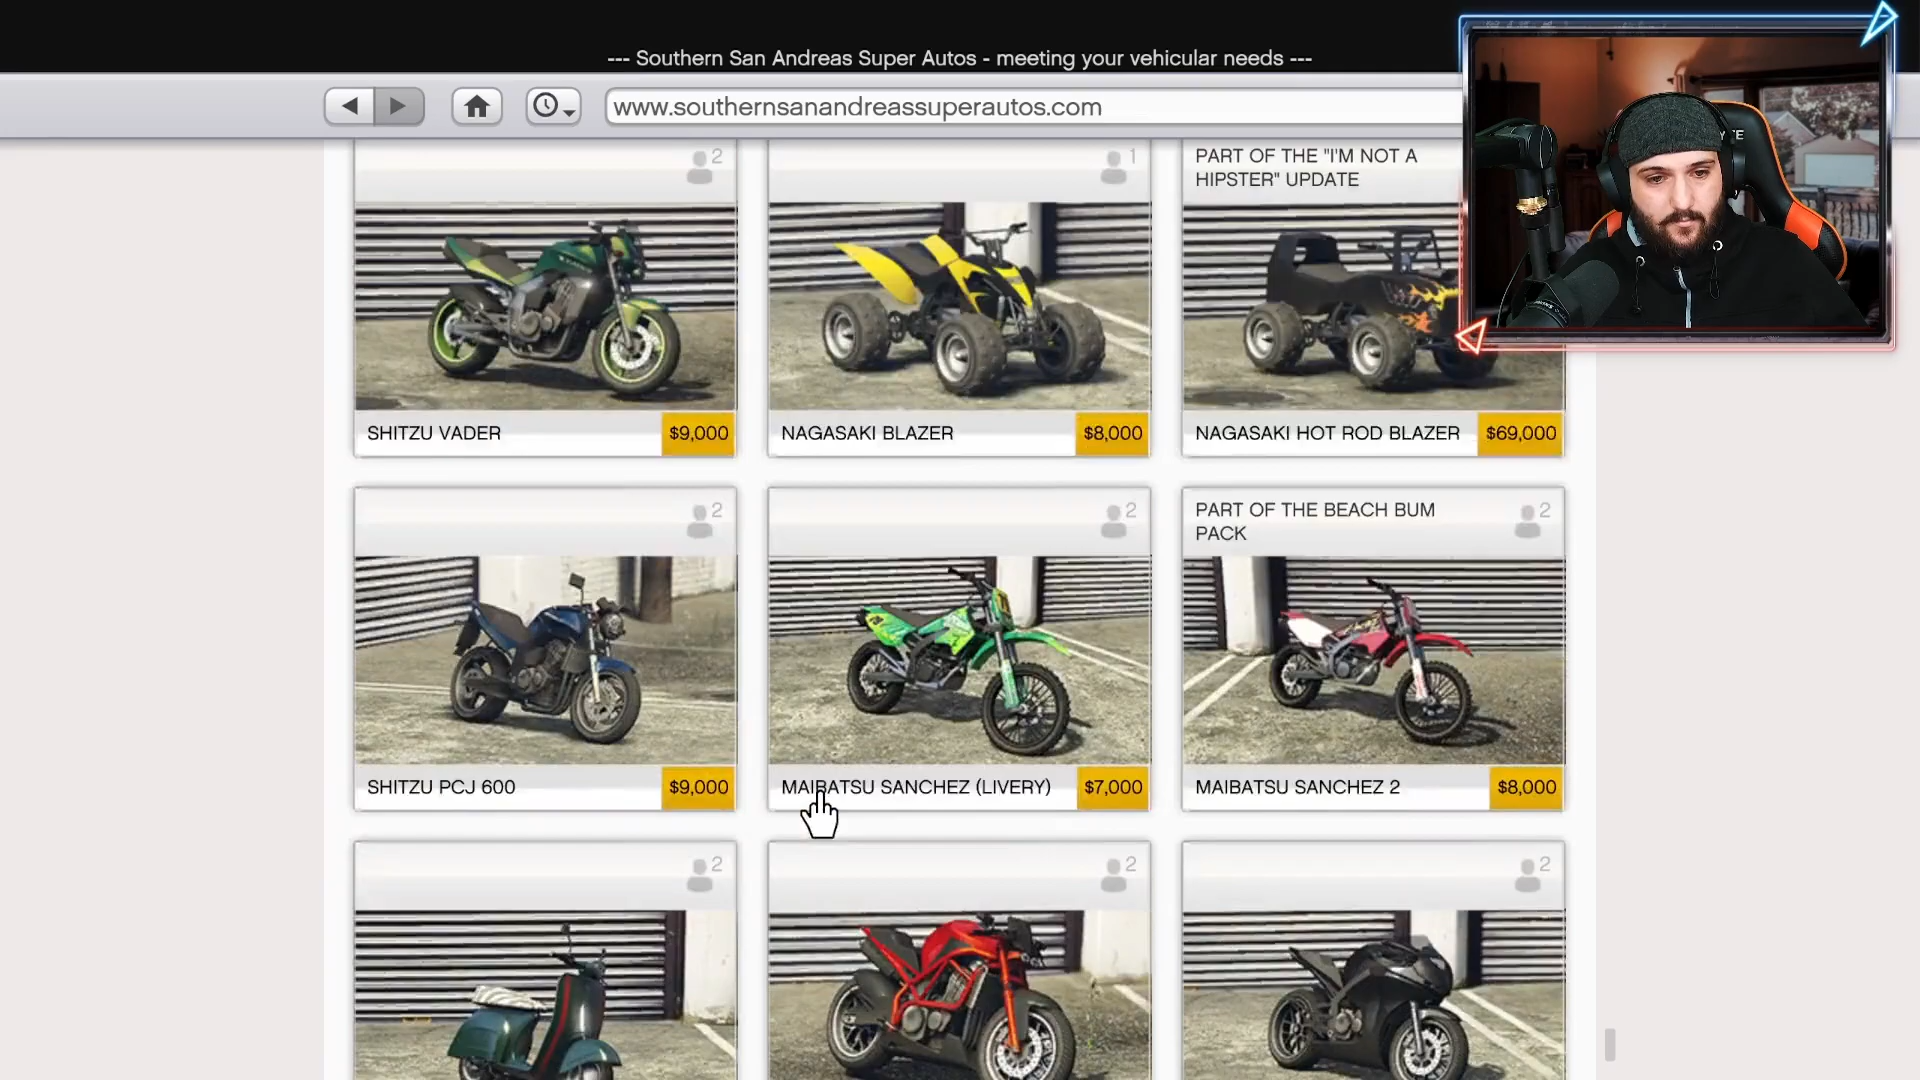 --- Southern San Andreas Super Autos - meeting your vehicular needs ---
www.southernsanandreassuperautos.com
2
1
PART OF THE "I'M NOT A
HIPSTER" UPDATE
SHITZU VADER
$9,000
NAGASAKI BLAZER
$8,000
NAGASAKI HOT ROD BLAZER
$69,000
2
2
PART OF THE BEACH BUM
PACK
2
SHITZU PCJ 600
$9,000
MAIBATSU SANCHEZ (LIVERY)
$7,000
MAIBATSU SANCHEZ 2
$8,000
2
2
2